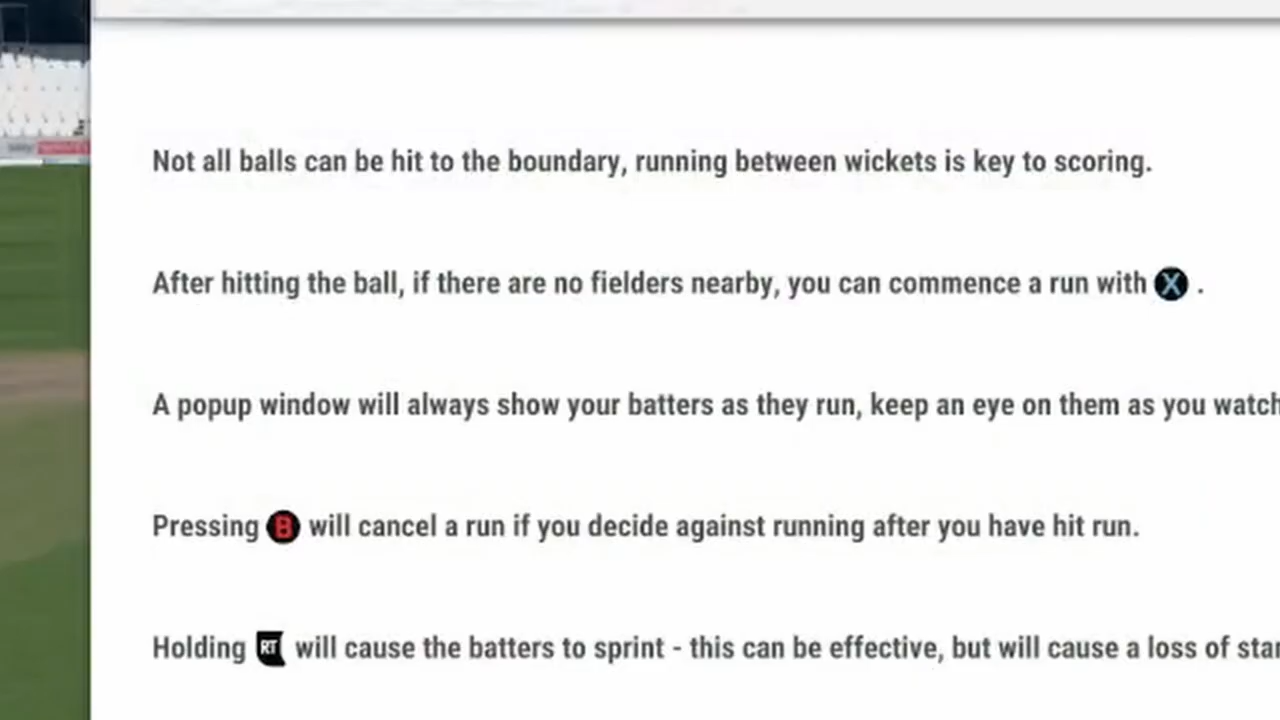 Not all balls can be hit to the boundary, running between wickets is key to scoring.
After hitting the ball, if there are no fielders nearby, you can commence a run with X .
A popup window will always show your batters as they run, keep an eye on them as you watch
Pressing B will cancel a run if you decide against running after you have hit run.
Holding RT will cause the batters to sprint - this can be effective, but will cause a loss of